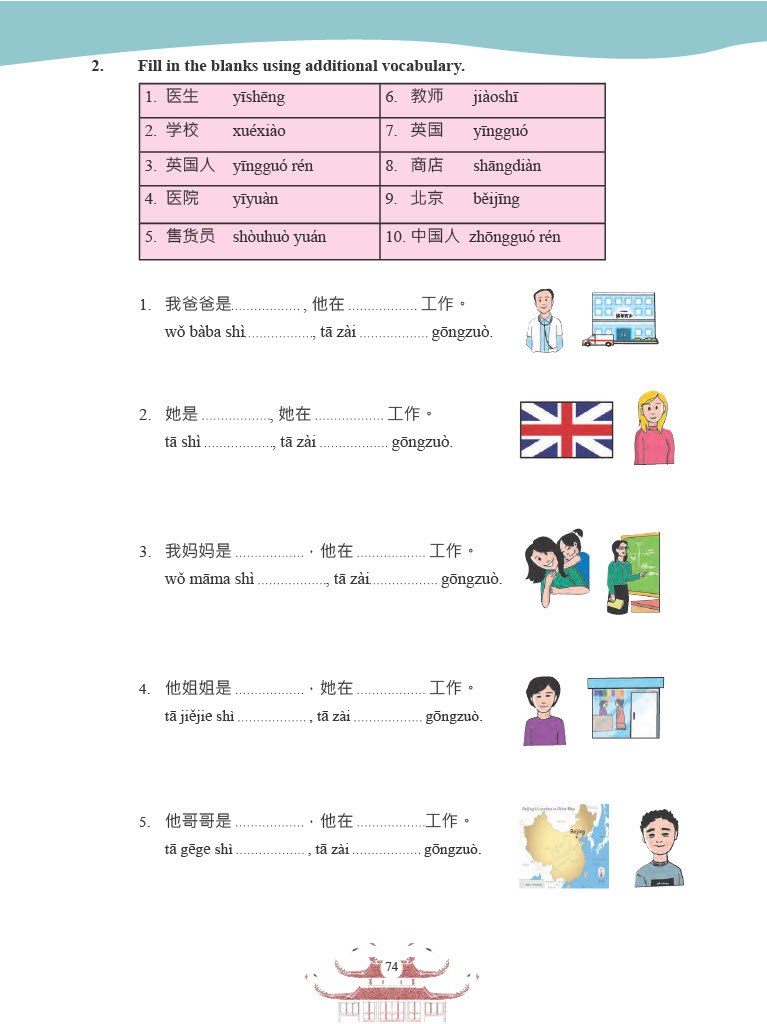 2. Fill in the blanks using additional vocabulary.
1. 医生 yīshēng 6. 教师 jiàoshī
2. 学校 xuéxiào 7. 英国 yīngguó
3. 英国人 yīngguó rén 8. 商店 shāngdiàn
4. 医院 yīyuàn 9. 北京 běijīng
5. 售货员 shòuhuò yuán 10. 中国人 zhōngguó rén
1. 我爸爸是.................. , 他在 .................. 工作。
wǒ bàba shì.................., tā zài .................. gōngzuò.
2. 她是 .................., 她在 .................. 工作。
tā shì .................., tā zài .................. gōngzuò.
3. 我妈妈是 .................. ，他在 .................. 工作。
wǒ māma shì .................., tā zài.................. gōngzuò.
4. 他姐姐是 .................. ，她在 .................. 工作。
tā jiějie shì .................. , tā zài .................. gōngzuò.
5. 他哥哥是 .................. ，他在 ..................工作。
tā gēge shì .................. , tā zài .................. gōngzuò.
Beijing's Location in China Map
Beijing
74